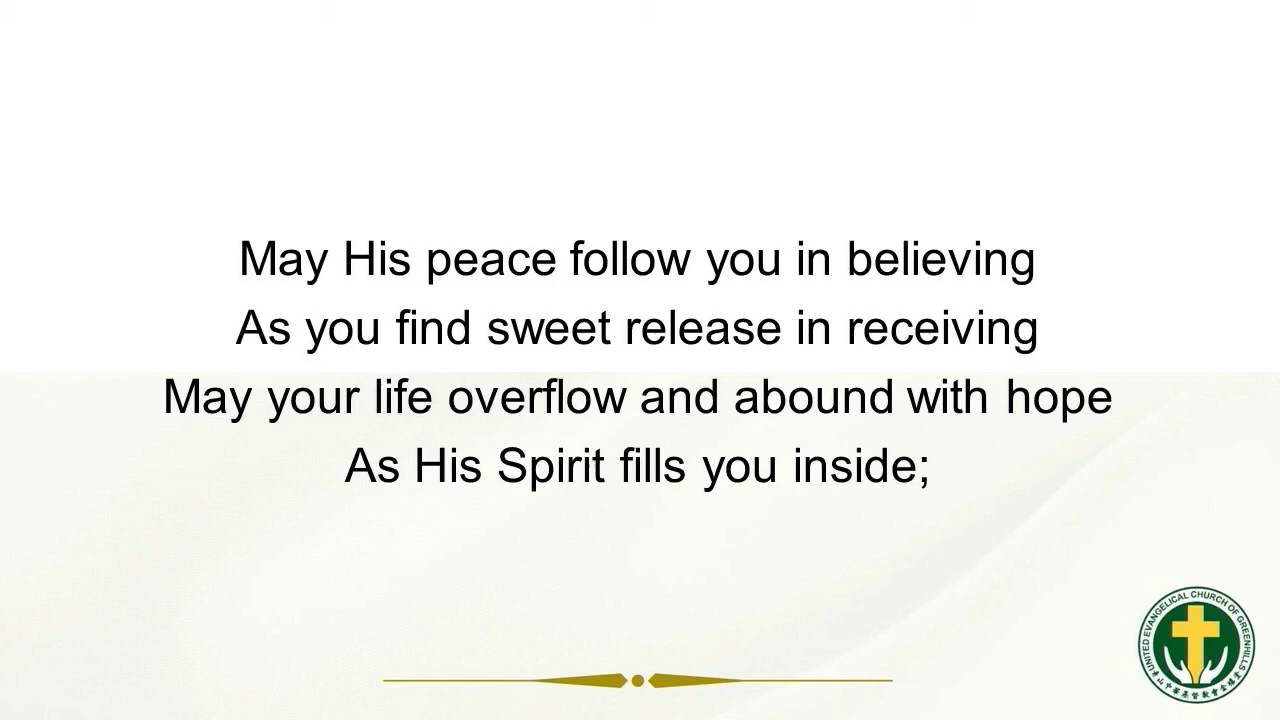 May His peace follow you in believing
As you find sweet release in receiving
May your life overflow and abound with hope
As His Spirit fills you inside;
UNITED EVANGELICAL CHURCH OF GREENHILLS